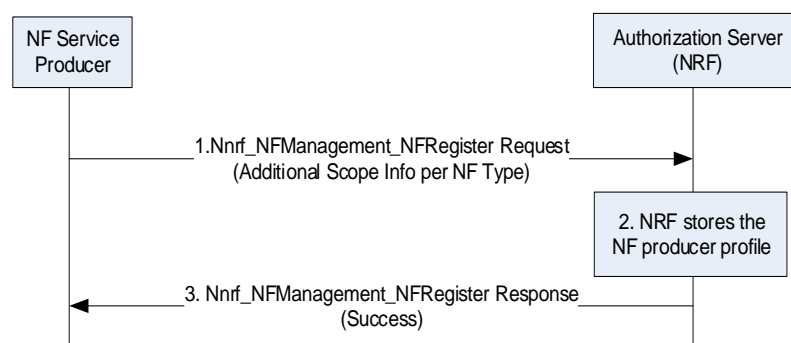 NF Service
Producer
Authorization Server
(NRF)
1.Nnrf_NFManagement_NFRegister Request
(Additional Scope Info per NF Type)
2. NRF stores the
NF producer profile
3. Nnrf_NFManagement_NFRegister Response
(Success)